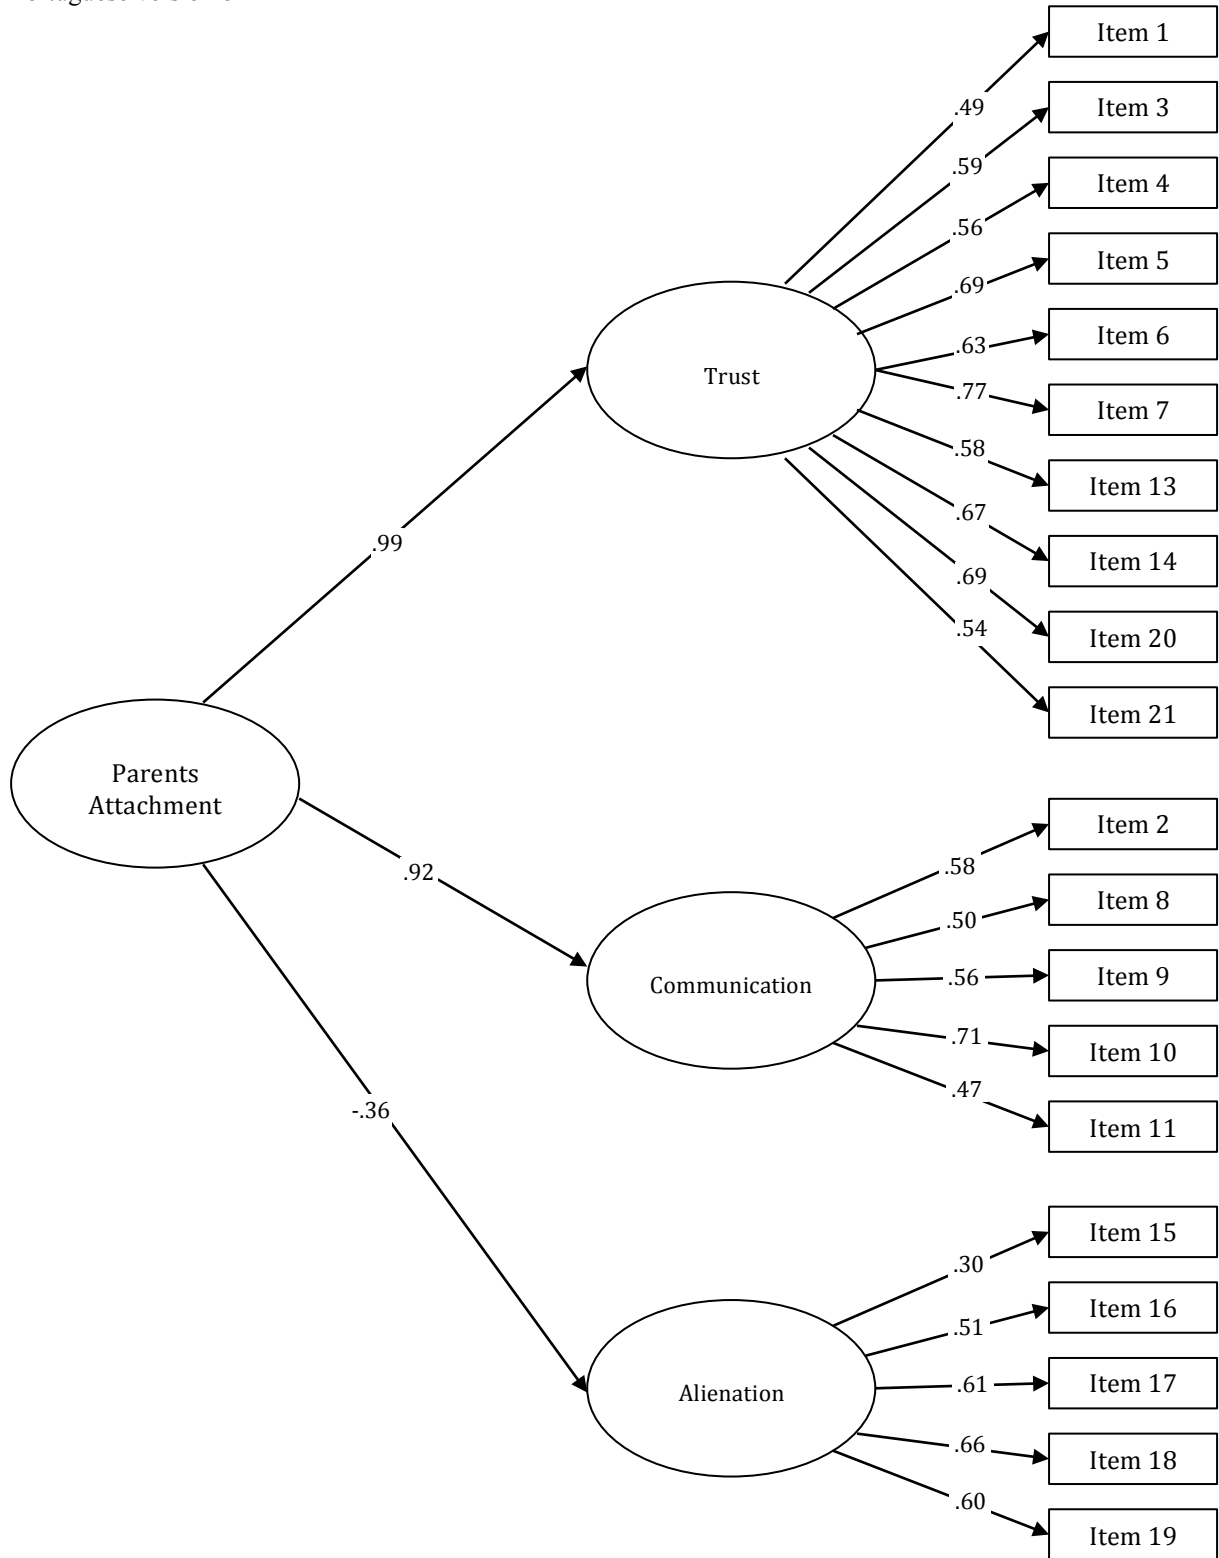 Item 1
.49
Item 3
.59
Item 4
.56
Item 5
.69
Item 6
.63
Trust
Item 7
.77
Item 13
.58
Item 14
.67
Item 20
.69
Item 21
.54
.99
Parents
Attachment
.92
Item 2
.58
Item 8
.50
Communication
Item 9
.56
Item 10
.71
Item 11
.47
-.36
Item 15
.30
Item 16
.51
Alienation
Item 17
.61
Item 18
.66
Item 19
.60